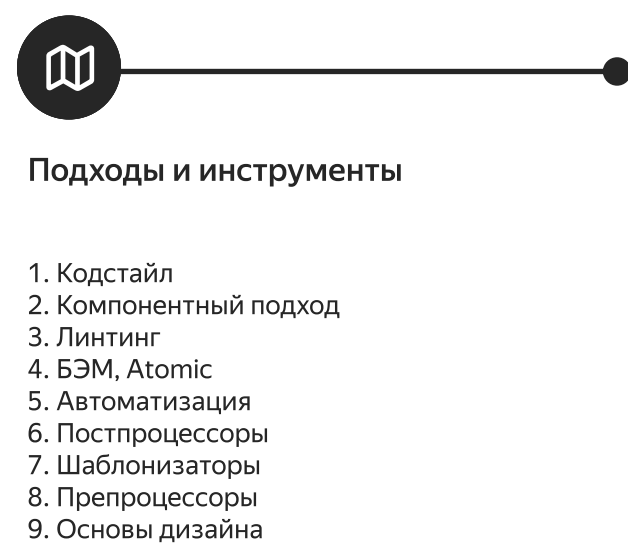 Подходы и инструменты
1. Кодстайл
2. Компонентный подход
3. Линтинг
4. БЭМ, Atomic
5. Автоматизация
6. Постпроцессоры
7. Шаблонизаторы
8. Препроцессоры
9. Основы дизайна